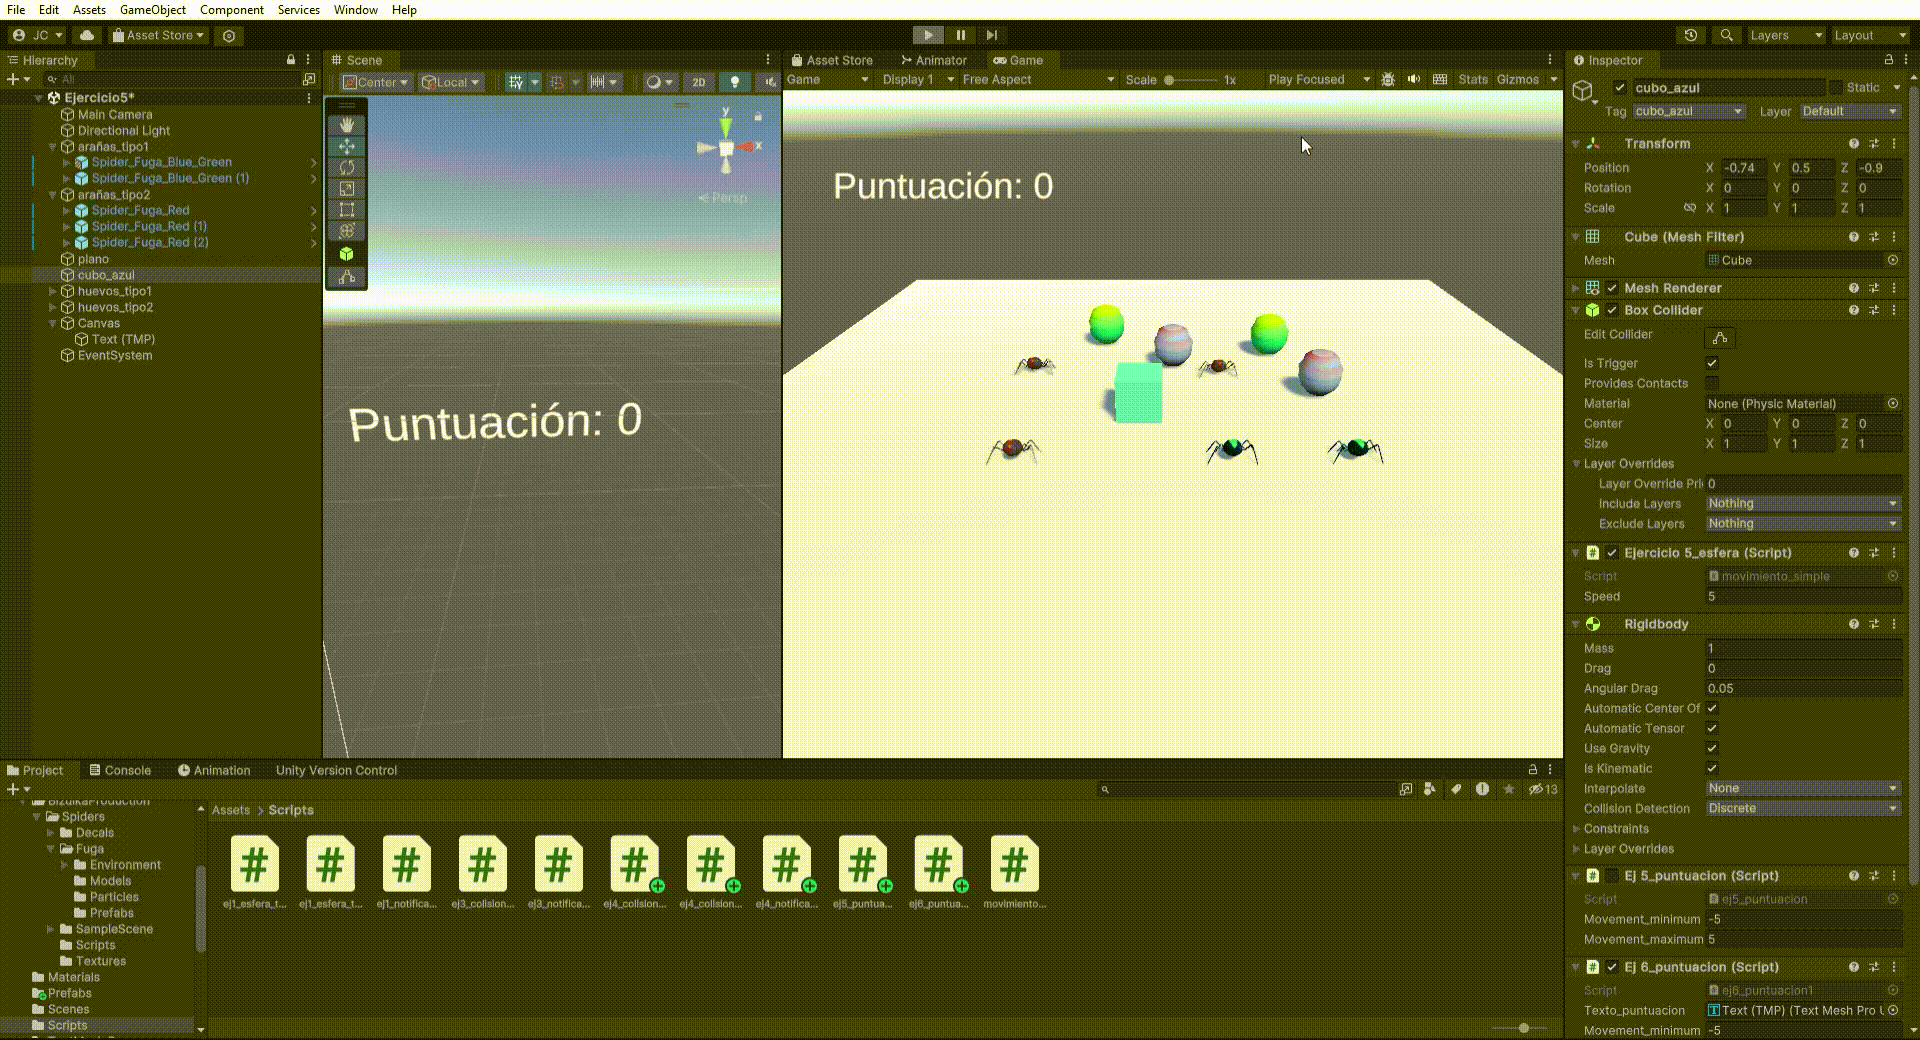 File Edit Assets GameObject Component Services Window Help
JC Asset Store Layers Layout
Hierarchy
All
Ejercicio5*
Main Camera
Directional Light
arañas_tipo1
Spider_Fuga_Blue_Green
Spider_Fuga_Blue_Green (1)
arañas_tipo2
Spider_Fuga_Red
Spider_Fuga_Red (1)
Spider_Fuga_Red (2)
plano
cubo_azul
huevos_tipo1
huevos_tipo2
Canvas
Text (TMP)
EventSystem
Scene
Center Local 2D
y
x
Persp
Puntuación: 0
Asset Store Animator Game
Game Display 1 Free Aspect Scale 1x Play Focused Stats Gizmos
Puntuación: 0
Inspector
cubo_azul Static
Tag cubo_azul Layer Default
Transform
Position X -0.74 Y 0.5 Z -0.9
Rotation X 0 Y 0 Z 0
Scale X 1 Y 1 Z 1
Cube (Mesh Filter)
Mesh Cube
Mesh Renderer
Box Collider
Edit Collider
Is Trigger
Provides Contacts
Material None (Physic Material)
Center X 0 Y 0 Z 0
Size X 1 Y 1 Z 1
Layer Overrides
Layer Override Pri 0
Include Layers Nothing
Exclude Layers Nothing
Ejercicio 5_esfera (Script)
Script movimiento_simple
Speed 5
Rigidbody
Mass 1
Drag 0
Angular Drag 0.05
Automatic Center Of
Automatic Tensor
Use Gravity
Is Kinematic
Interpolate None
Collision Detection Discrete
Constraints
Layer Overrides
Ej 5_puntuacion (Script)
Script ej5_puntuacion
Movement_minimum -5
Movement_maximum 5
Ej 6_puntuacion (Script)
Script ej6_puntuacion1
Texto_puntuacion Text (TMP) (Text Mesh Pro U
Movement_minimum -5
Project Console Animation Unity Version Control
13
BizulkaProduction
Spiders
Decals
Fuga
Environment
Models
Particles
Prefabs
SampleScene
Scripts
Textures
Materials
Prefabs
Scenes
Scripts
Assets > Scripts
ej1_esfera_t... ej1_esfera_t... ej1_notifica... ej3_colision... ej3_notifica... ej4_colision... ej4_colision... ej4_notifica... ej5_puntua... ej6_puntua... movimiento...